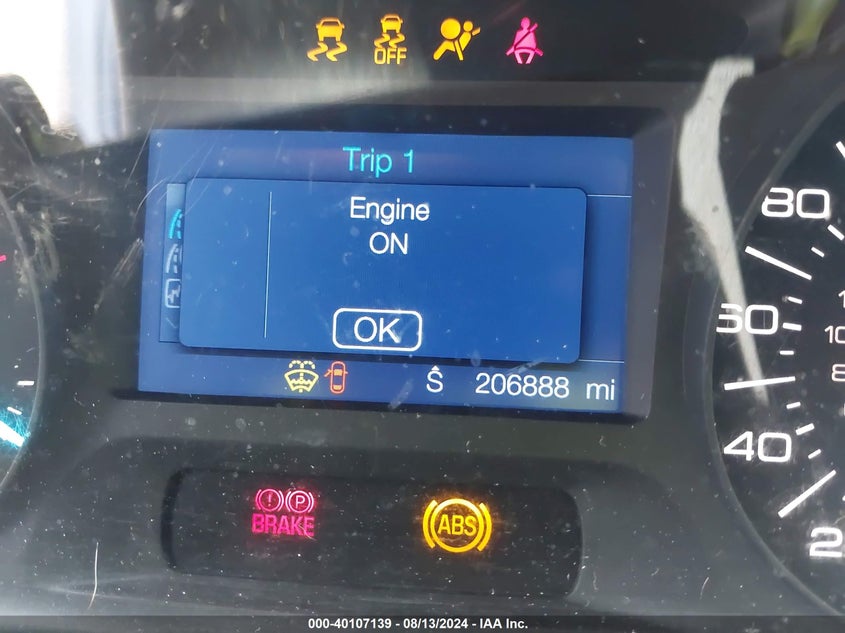 OFF
Trip 1
Engine
ON
OK
S 206888 mi
80
60
40
BRAKE
P
ABS
000-40107139 - 08/13/2024 - IAA Inc.